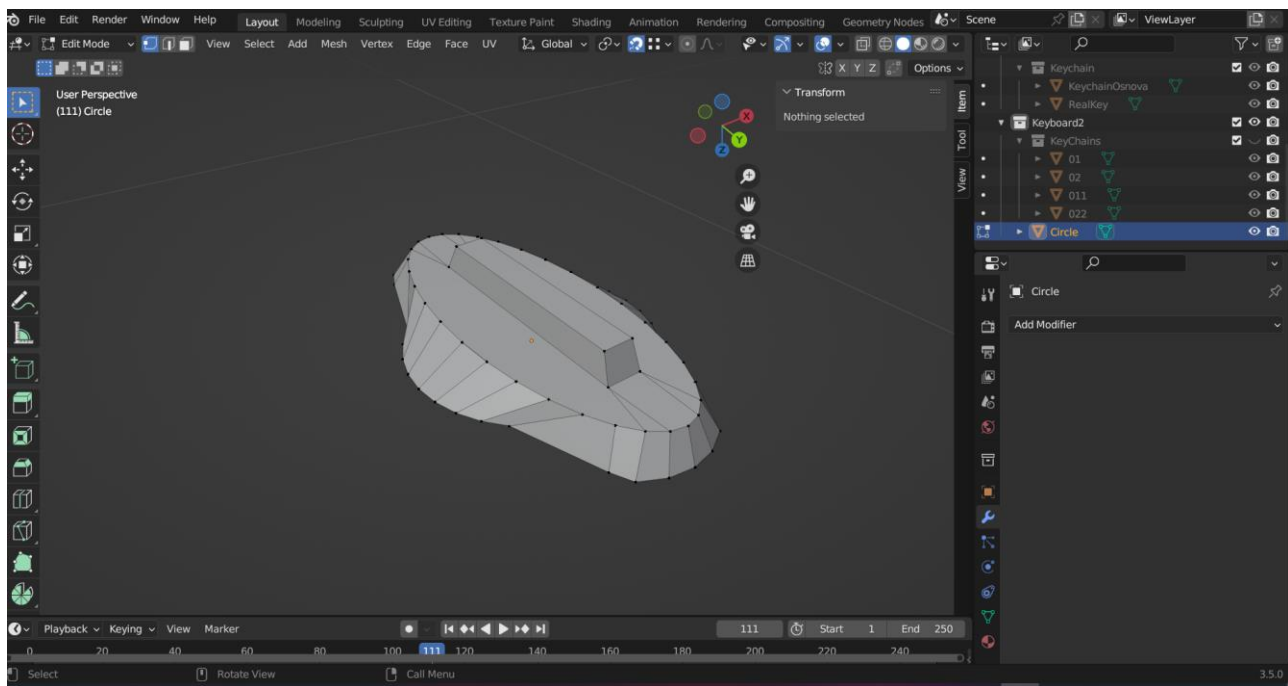 File Edit Render Window Help Layout Modeling Sculpting UV Editing Texture Paint Shading Animation Rendering Compositing Geometry Nodes Scene ViewLayer
Edit Mode View Select Add Mesh Vertex Edge Face UV Global
X Y Z Options
User Perspective
(111) Circle
Transform
Nothing selected
Item
Tool
View
X
Y
Z
Keychain
KeychainOsnova
RealKey
Keyboard2
KeyChains
01
02
011
022
Circle
Circle
Add Modifier
Playback Keying View Marker 111 Start 1 End 250
0 20 40 60 80 100 111 120 140 160 180 200 220 240
Select Rotate View Call Menu 3.5.0